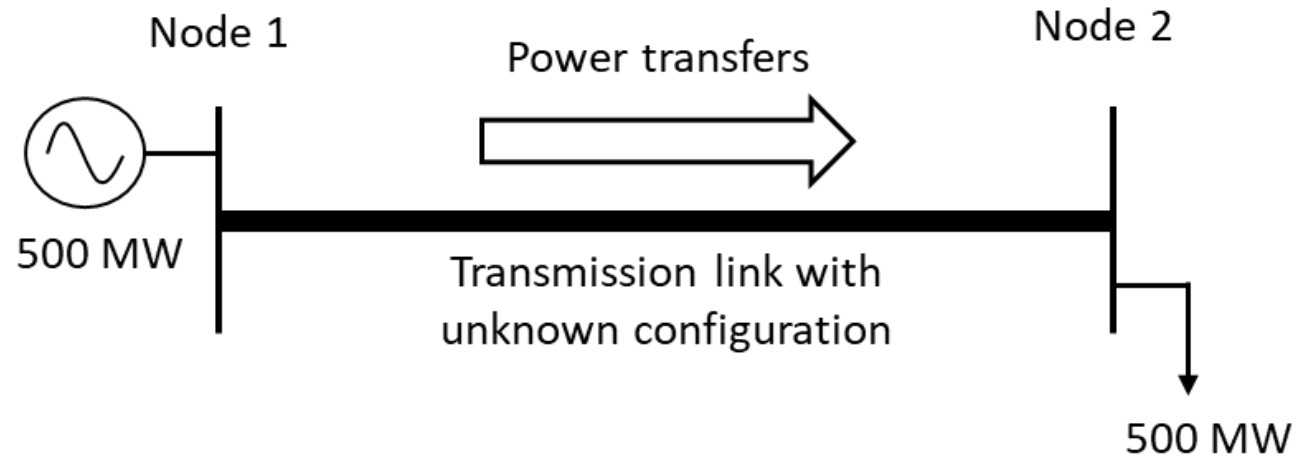 Node 1
Node 2
Power transfers
500 MW
Transmission link with
unknown configuration
500 MW